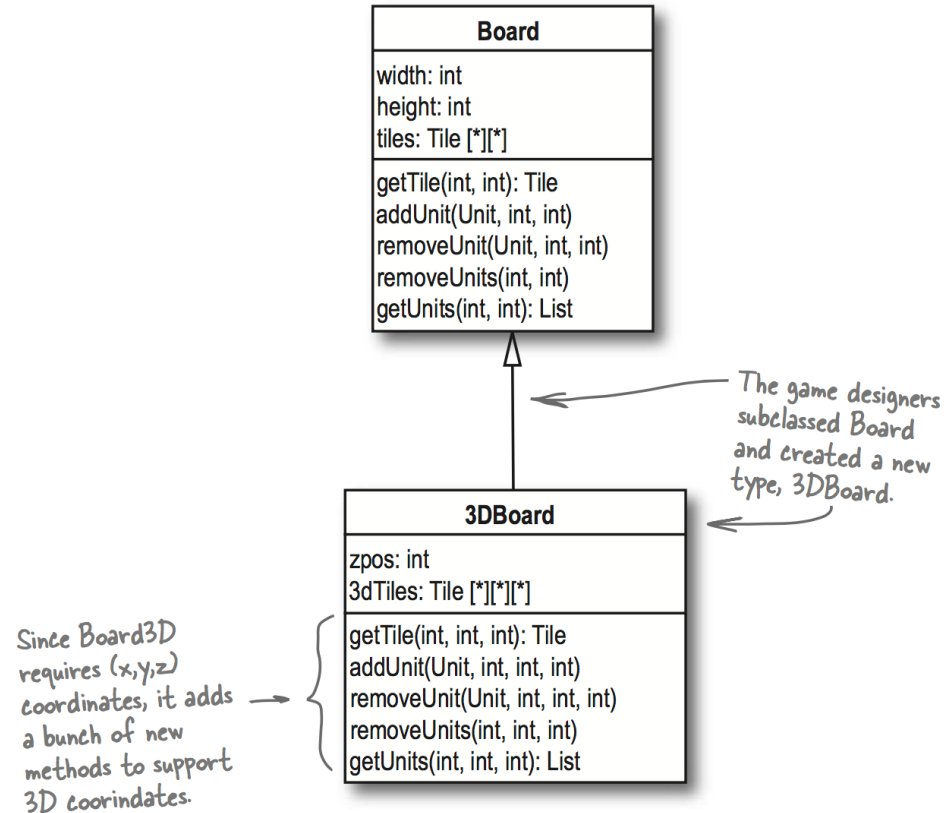 Board
width: int
height: int
tiles: Tile [*][*]
getTile(int, int): Tile
addUnit(Unit, int, int)
removeUnit(Unit, int, int)
removeUnits(int, int)
getUnits(int, int): List
The game designers
subclassed Board
and created a new
type, 3DBoard.
3DBoard
zpos: int
3dTiles: Tile [*][*][*]
getTile(int, int, int): Tile
addUnit(Unit, int, int, int)
removeUnit(Unit, int, int, int)
removeUnits(int, int, int)
getUnits(int, int, int): List
Since Board3D
requires (x,y,z)
coordinates, it adds
a bunch of new
methods to support
3D coorindates.